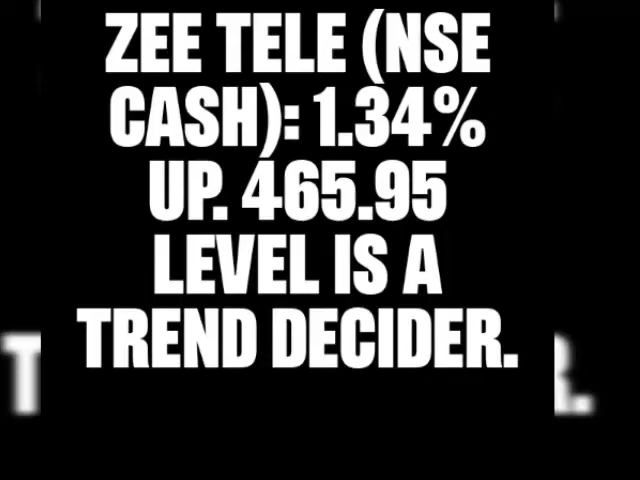 ZEE TELE (NSE
CASH): 1.34%
UP. 465.95
LEVEL IS A
TREND DECIDER.